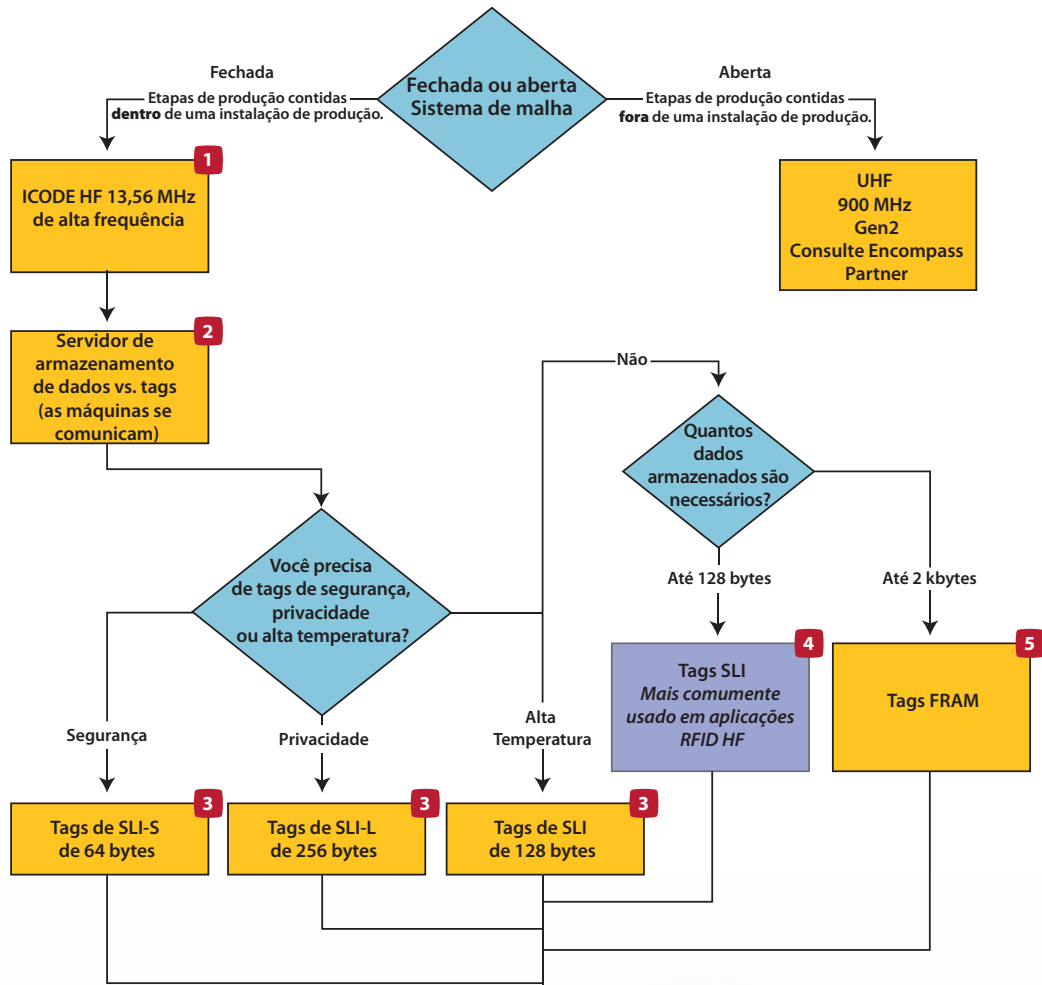 Fechada ou aberta
Sistema de malha
Fechada
Etapas de produção contidas
dentro de uma instalação de produção.
Aberta
Etapas de produção contidas
fora de uma instalação de produção.
1
ICODE HF 13,56 MHz
de alta frequência
UHF
900 MHz
Gen2
Consulte Encompass
Partner
2
Servidor de
armazenamento
de dados vs. tags
(as máquinas se
comunicam)
Não
Quantos
dados
armazenados são
necessários?
Você precisa
de tags de segurança,
privacidade
ou alta temperatura?
Até 128 bytes
Até 2 kbytes
4
Tags SLI
Mais comumente
usado em aplicações
RFID HF
5
Tags FRAM
Segurança
Privacidade
Alta
Temperatura
3
Tags de SLI-S
de 64 bytes
3
Tags de SLI-L
de 256 bytes
3
Tags de SLI
de 128 bytes